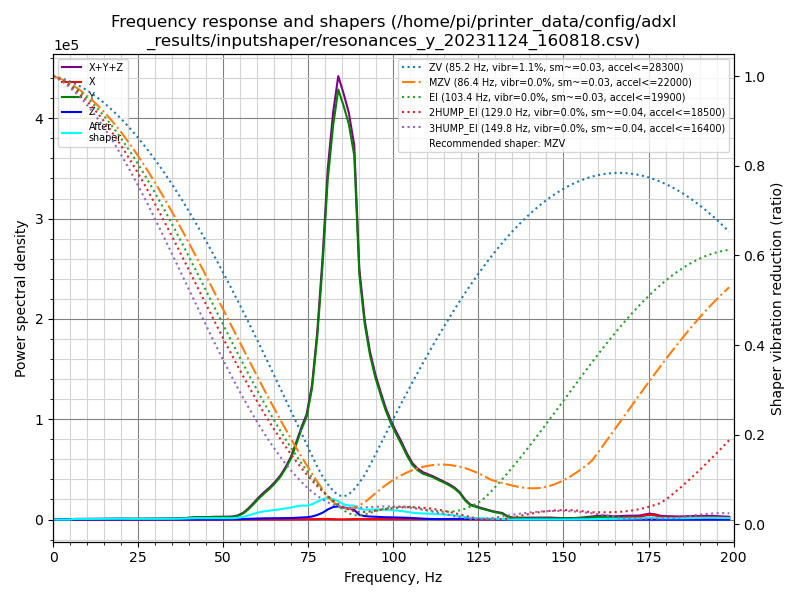 Frequency response and shapers (/home/pi/printer_data/config/adxl
_results/inputshaper/resonances_y_20231124_160818.csv)
1e5
X+Y+Z
X
Y
Z
After
shaper
ZV (85.2 Hz, vibr=1.1%, sm~=0.03, accel<=28300)
MZV (86.4 Hz, vibr=0.0%, sm~=0.03, accel<=22000)
EI (103.4 Hz, vibr=0.0%, sm~=0.03, accel<=19900)
2HUMP_EI (129.0 Hz, vibr=0.0%, sm~=0.04, accel<=18500)
3HUMP_EI (149.8 Hz, vibr=0.0%, sm~=0.04, accel<=16400)
Recommended shaper: MZV
Power spectral density
4
3
2
1
0
1.0
0.8
0.6
0.4
0.2
0.0
Shaper vibration reduction (ratio)
0 25 50 75 100 125 150 175 200
Frequency, Hz